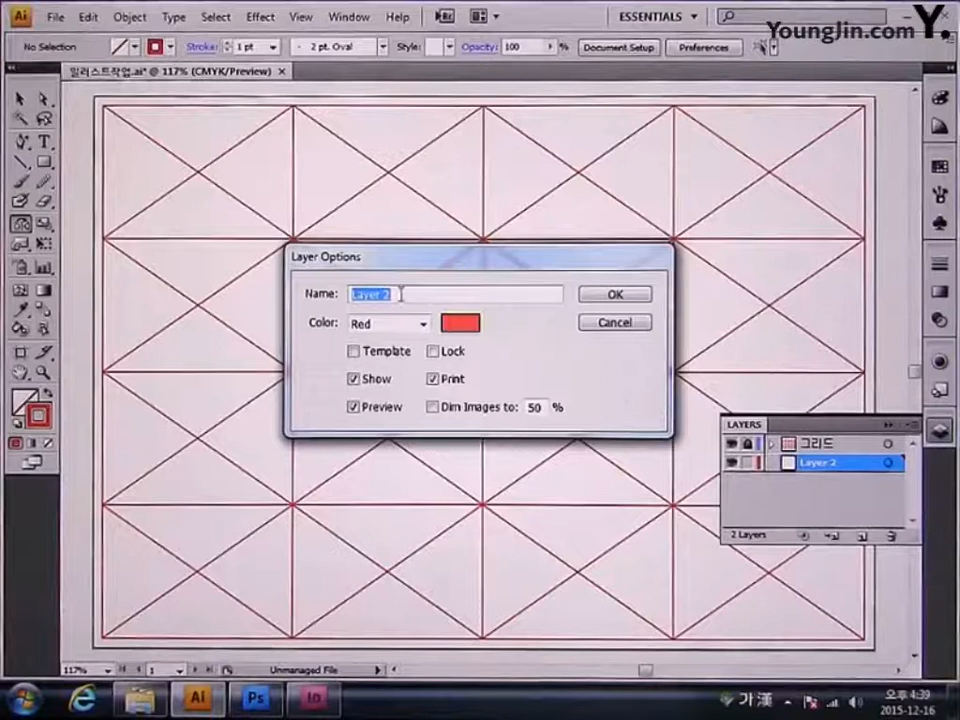 Ai File Edit Object Type Select Effect View Window Help Br ESSENTIALS
YoungJin.com Y.
No Selection Stroke: 1 pt 2 pt. Oval Style: Opacity: 100 % Document Setup Preferences
일러스트작업.ai* @ 117% (CMYK/Preview)
Layer Options
Name: Layer 2 OK
Color: Red Cancel
Template Lock
Show Print
Preview Dim Images to: 50 %
LAYERS
그리드
Layer 2
2 Layers
117% 1 Unmanaged File
Ai Ps In 가 漢
오후 4:39
2015-12-16